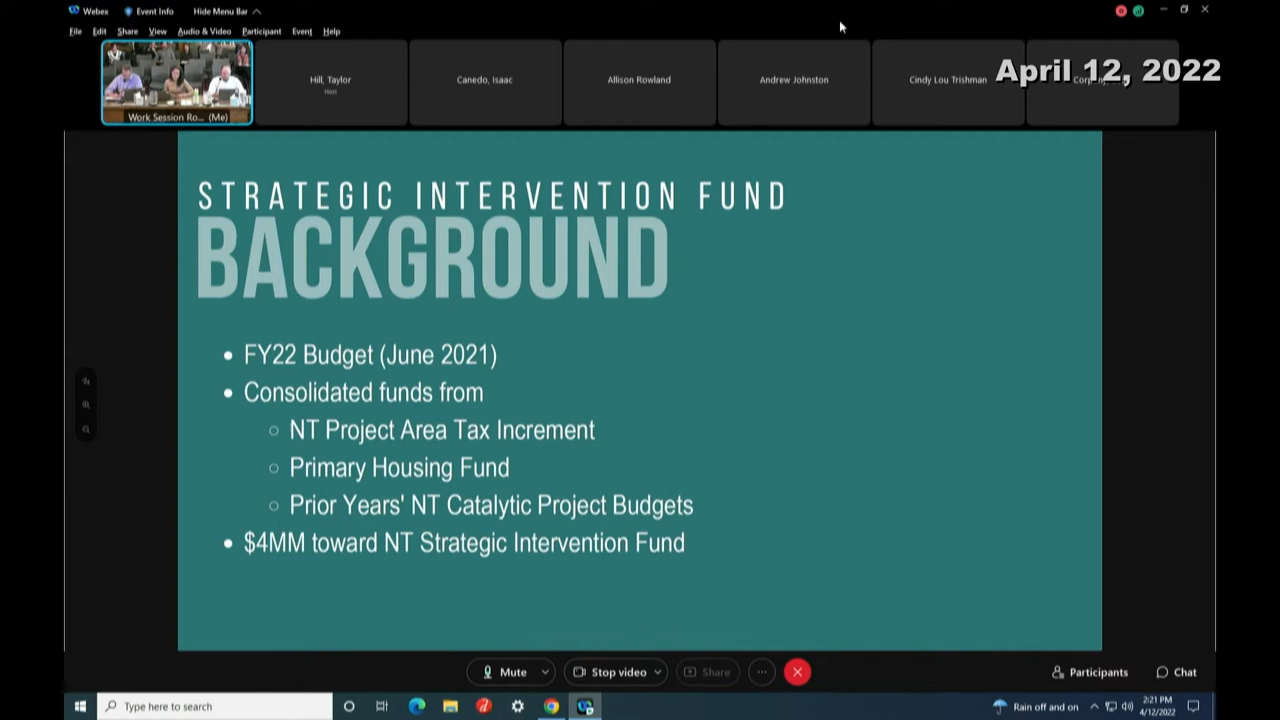 Webex
Event Info
Hide Menu Bar
File
Edit
Share
View
Audio & Video
Participant
Event
Help
Work Session Ro... (Me)
Hill, Taylor
Host
Canedo, Isaac
Allison Rowland
Andrew Johnston
Cindy Lou Trishman
April 12, 2022
STRATEGIC INTERVENTION FUND
BACKGROUND
• FY22 Budget (June 2021)
• Consolidated funds from
○ NT Project Area Tax Increment
○ Primary Housing Fund
○ Prior Years' NT Catalytic Project Budgets
• $4MM toward NT Strategic Intervention Fund
Mute
Stop video
Share
Participants
Chat
Type here to search
Rain off and on
2:21 PM
4/12/2022